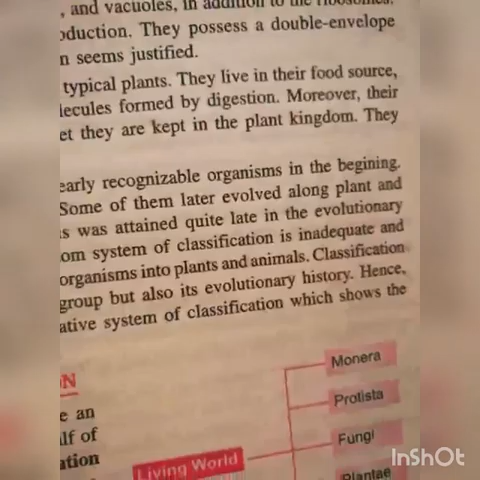 , and vacuoles, in addition to the ribosomes.
oduction. They possess a double-envelope
n seems justified.
typical plants. They live in their food source,
lecules formed by digestion. Moreover, their
et they are kept in the plant kingdom. They
early recognizable organisms in the begining.
Some of them later evolved along plant and
s was attained quite late in the evolutionary
om system of classification is inadequate and
organisms into plants and animals. Classification
group but also its evolutionary history. Hence,
ative system of classification which shows the
N
e an
lf of
ation
Living World
Monera
Protista
Fungi
Plantae
InShOt